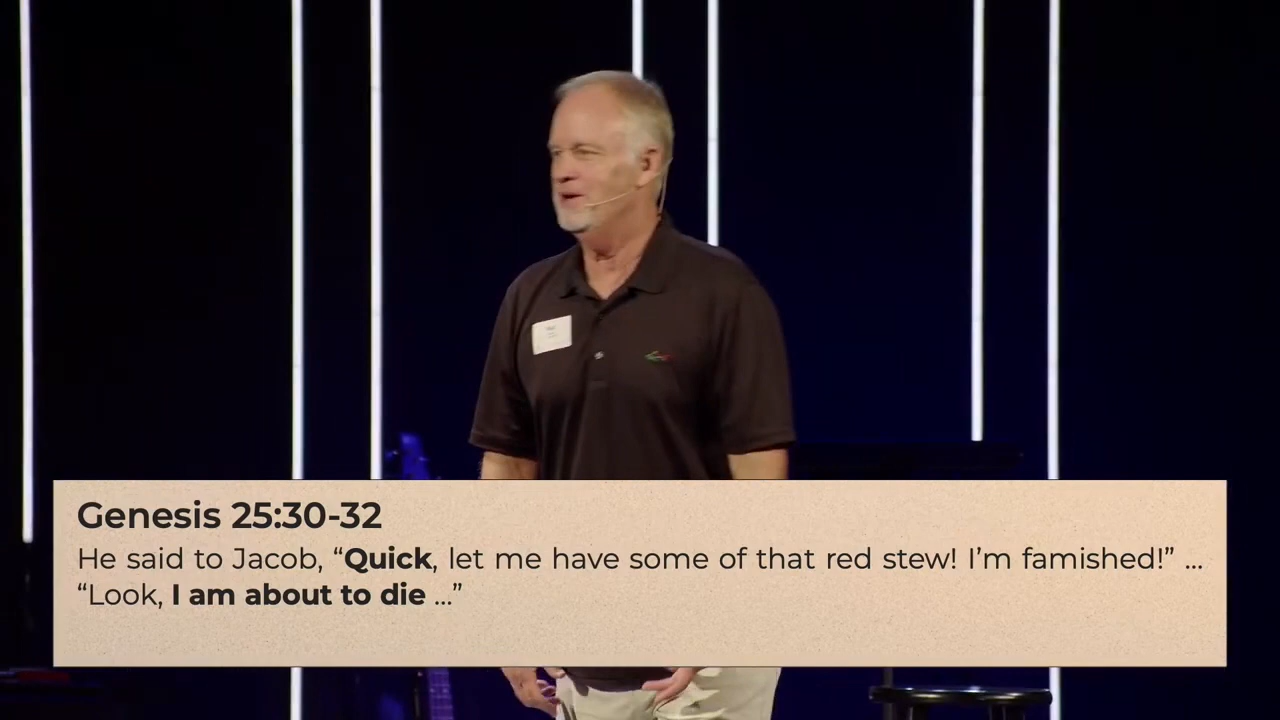 Genesis 25:30-32
He said to Jacob, “Quick, let me have some of that red stew! I’m famished!” ...
“Look, I am about to die ...”